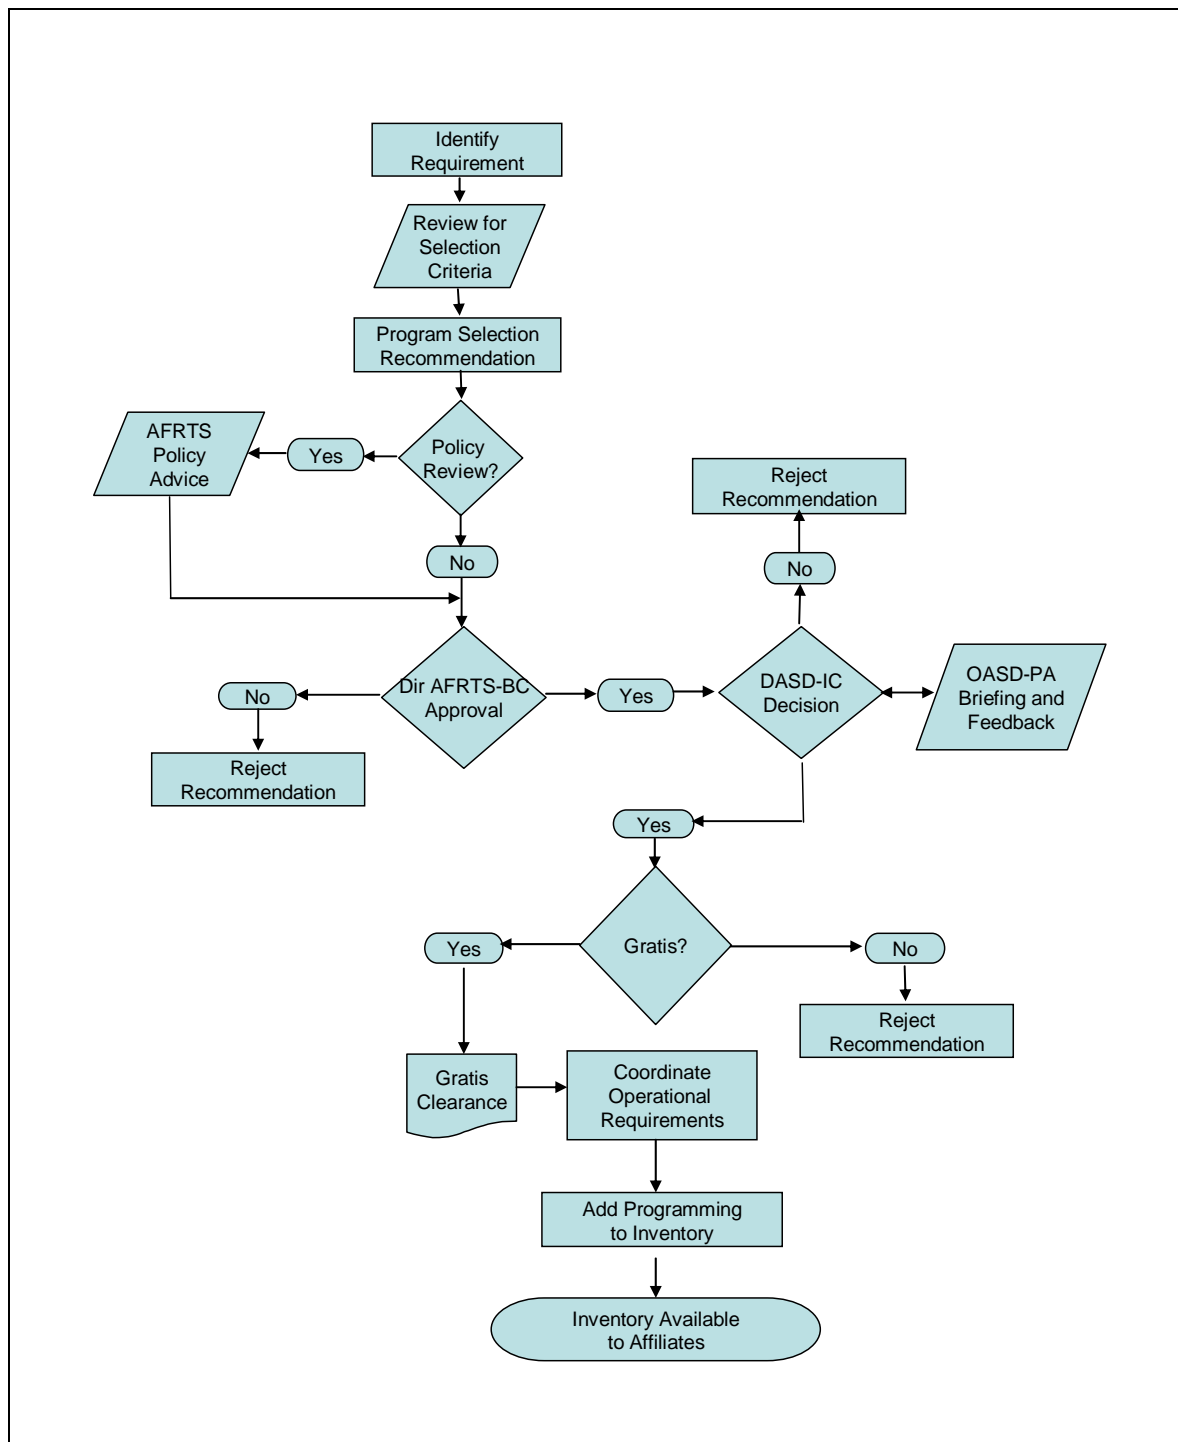 Identify
Requirement
Review for
Selection
Criteria
Program Selection
Recommendation
AFRTS
Policy
Advice
Yes
Policy
Review?
Reject
Recommendation
No
No
Dir AFRTS-BC
Approval
No
Yes
DASD-IC
Decision
OASD-PA
Briefing and
Feedback
Reject
Recommendation
Yes
Yes
Gratis?
No
Reject
Recommendation
Gratis
Clearance
Coordinate
Operational
Requirements
Add Programming
to Inventory
Inventory Available
to Affiliates